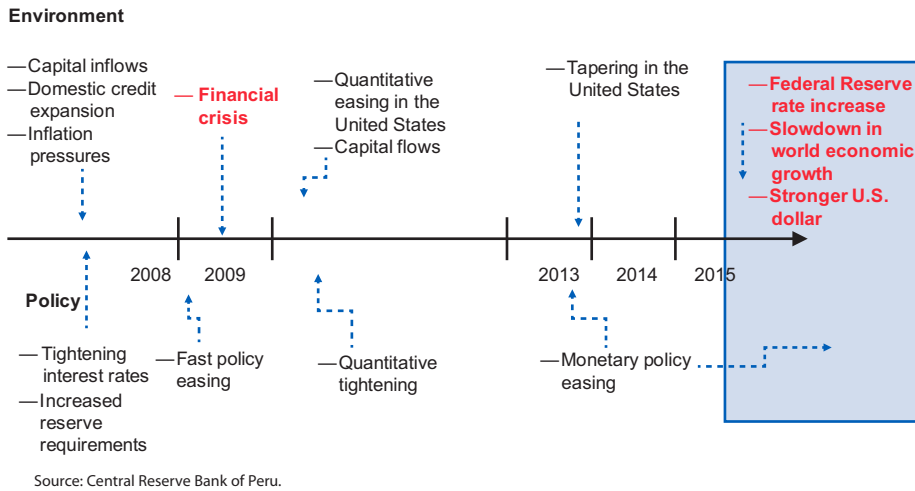 Environment
—Capital inflows
—Domestic credit
expansion
—Inflation
pressures
— Financial
crisis
—Quantitative
easing in the
United States
—Capital flows
—Tapering in the
United States
—Federal Reserve
rate increase
—Slowdown in
world economic
growth
—Stronger U.S.
dollar
2008
2009
2013
2014
2015
Policy
— Tightening
interest rates
—Increased
reserve
requirements
—Fast policy
easing
—Quantitative
tightening
—Monetary policy
easing
Source: Central Reserve Bank of Peru.